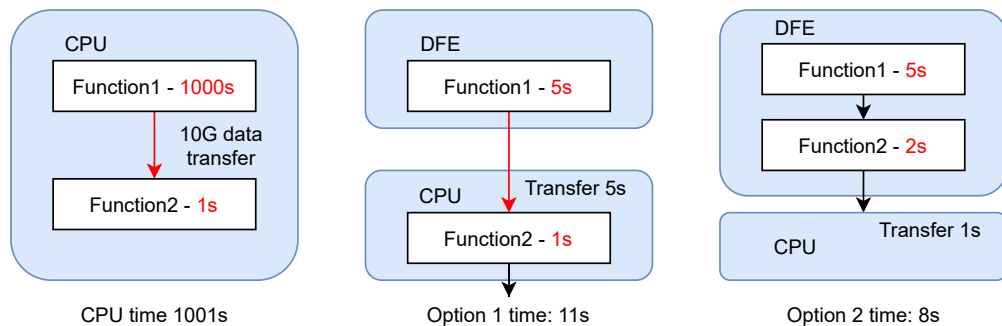 CPU
Function1 - 1000s
10G data
transfer
Function2 - 1s
CPU time 1001s
DFE
Function1 - 5s
Transfer 5s
CPU
Function2 - 1s
Option 1 time: 11s
DFE
Function1 - 5s
Function2 - 2s
Transfer 1s
CPU
Option 2 time: 8s